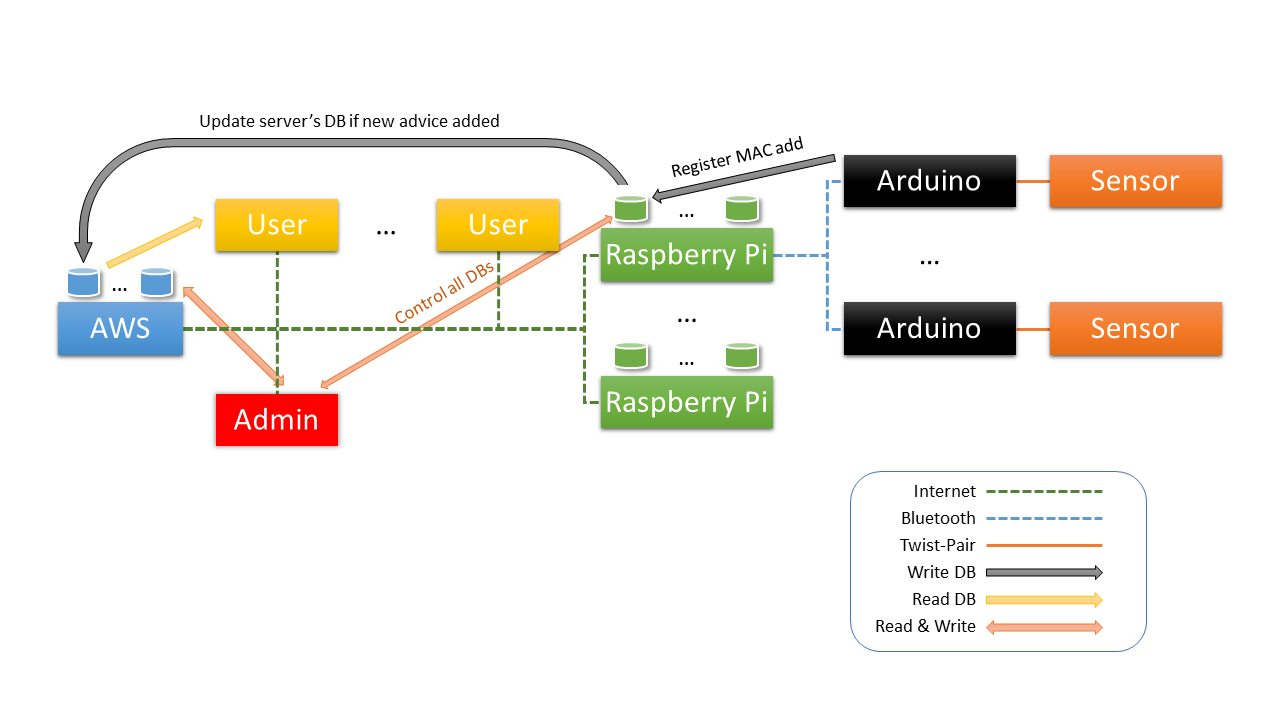 Update server's DB if new advice added
Register MAC add
Arduino
Sensor
User
...
User
...
Raspberry Pi
...
Control all DBs
...
AWS
...
Arduino
Sensor
...
Raspberry Pi
Admin
Internet
Bluetooth
Twist-Pair
Write DB
Read DB
Read & Write